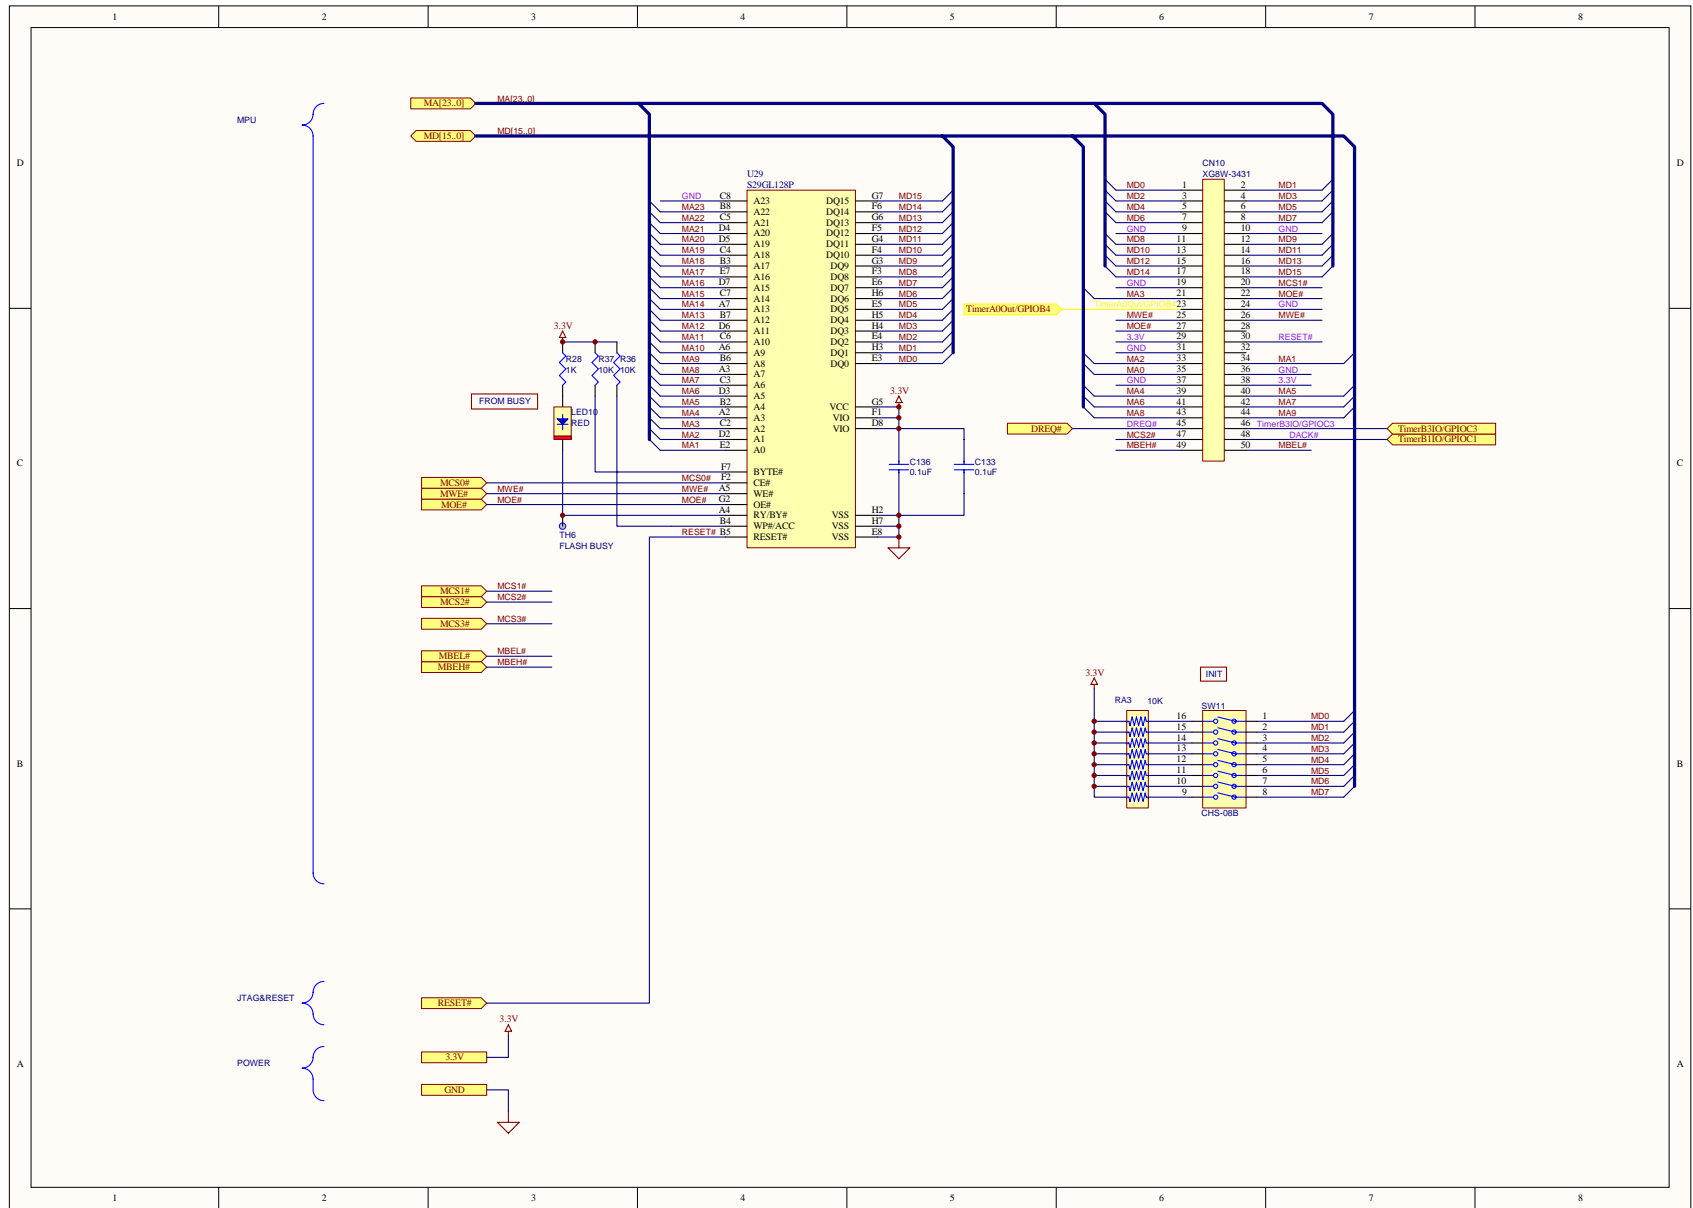 1 2 3 4 5 6 7 8
D D
C C
B B
A A
MPU
MA[23..0] MA[23..0]
MD[15..0] MD[15..0]
U29
S29GL128P
GND C8 A23 DQ15 G7 MD15
MA23 B8 A22 DQ14 F6 MD14
MA22 C5 A21 DQ13 G6 MD13
MA21 D4 A20 DQ12 F5 MD12
MA20 D5 A19 DQ11 G4 MD11
MA19 C4 A18 DQ10 F4 MD10
MA18 B3 A17 DQ9 G3 MD9
MA17 E7 A16 DQ8 F3 MD8
MA16 D7 A15 DQ7 E6 MD7
MA15 C7 A14 DQ6 H6 MD6
MA14 A7 A13 DQ5 E5 MD5
MA13 B7 A12 DQ4 H5 MD4
MA12 D6 A11 DQ3 H4 MD3
MA11 C6 A10 DQ2 E4 MD2
MA10 A6 A9 DQ1 H3 MD1
MA9 B6 A8 DQ0 E3 MD0
MA8 A3 A7
MA7 C3 A6
MA6 D3 A5
MA5 B2 A4 VCC G5
MA4 A2 A3 VIO F1
MA3 C2 A2 VIO D8
MA2 D2 A1
MA1 E2 A0
F7 BYTE#
MCS0# MCS0# F2 CE#
MWE# MWE# MWE# A5 WE#
MOE# MOE# MOE# G2 OE#
A4 RY/BY# VSS H2
B4 WP#/ACC VSS H7
RESET# B5 RESET# VSS E8
3.3V
R28
1K
R37
10K
R36
10K
FROM BUSY
LED10
RED
TH6
FLASH BUSY
3.3V
C136
0.1uF
C133
0.1uF
MCS1# MCS1#
MCS2# MCS2#
MCS3# MCS3#
MBEL# MBEL#
MBEH# MBEH#
CN10
XG8W-3431
MD0 1 2 MD1
MD2 3 4 MD3
MD4 5 6 MD5
MD6 7 8 MD7
GND 9 10 GND
MD8 11 12 MD9
MD10 13 14 MD11
MD12 15 16 MD13
MD14 17 18 MD15
GND 19 20 MCS1#
MA3 21 22 MOE#
TimerA0Out/GPIOB4 TimerA0Out/GPIOB4 23 24 GND
MWE# 25 26 MWE#
MOE# 27 28
3.3V 29 30 RESET#
GND 31 32
MA2 33 34 MA1
MA0 35 36 GND
GND 37 38 3.3V
MA4 39 40 MA5
MA6 41 42 MA7
MA8 43 44 MA9
DREQ# DREQ# 45 46 TimerB3IO/GPIOC3 TimerB3IO/GPIOC3
MCS2# 47 48 DACK# TimerB1IO/GPIOC1
MBEH# 49 50 MBEL#
3.3V
INIT
RA3 10K
SW11
16 1 MD0
15 2 MD1
14 3 MD2
13 4 MD3
12 5 MD4
11 6 MD5
10 7 MD6
9 8 MD7
CHS-08B
JTAG&RESET
RESET#
3.3V
POWER
3.3V
GND
1 2 3 4 5 6 7 8